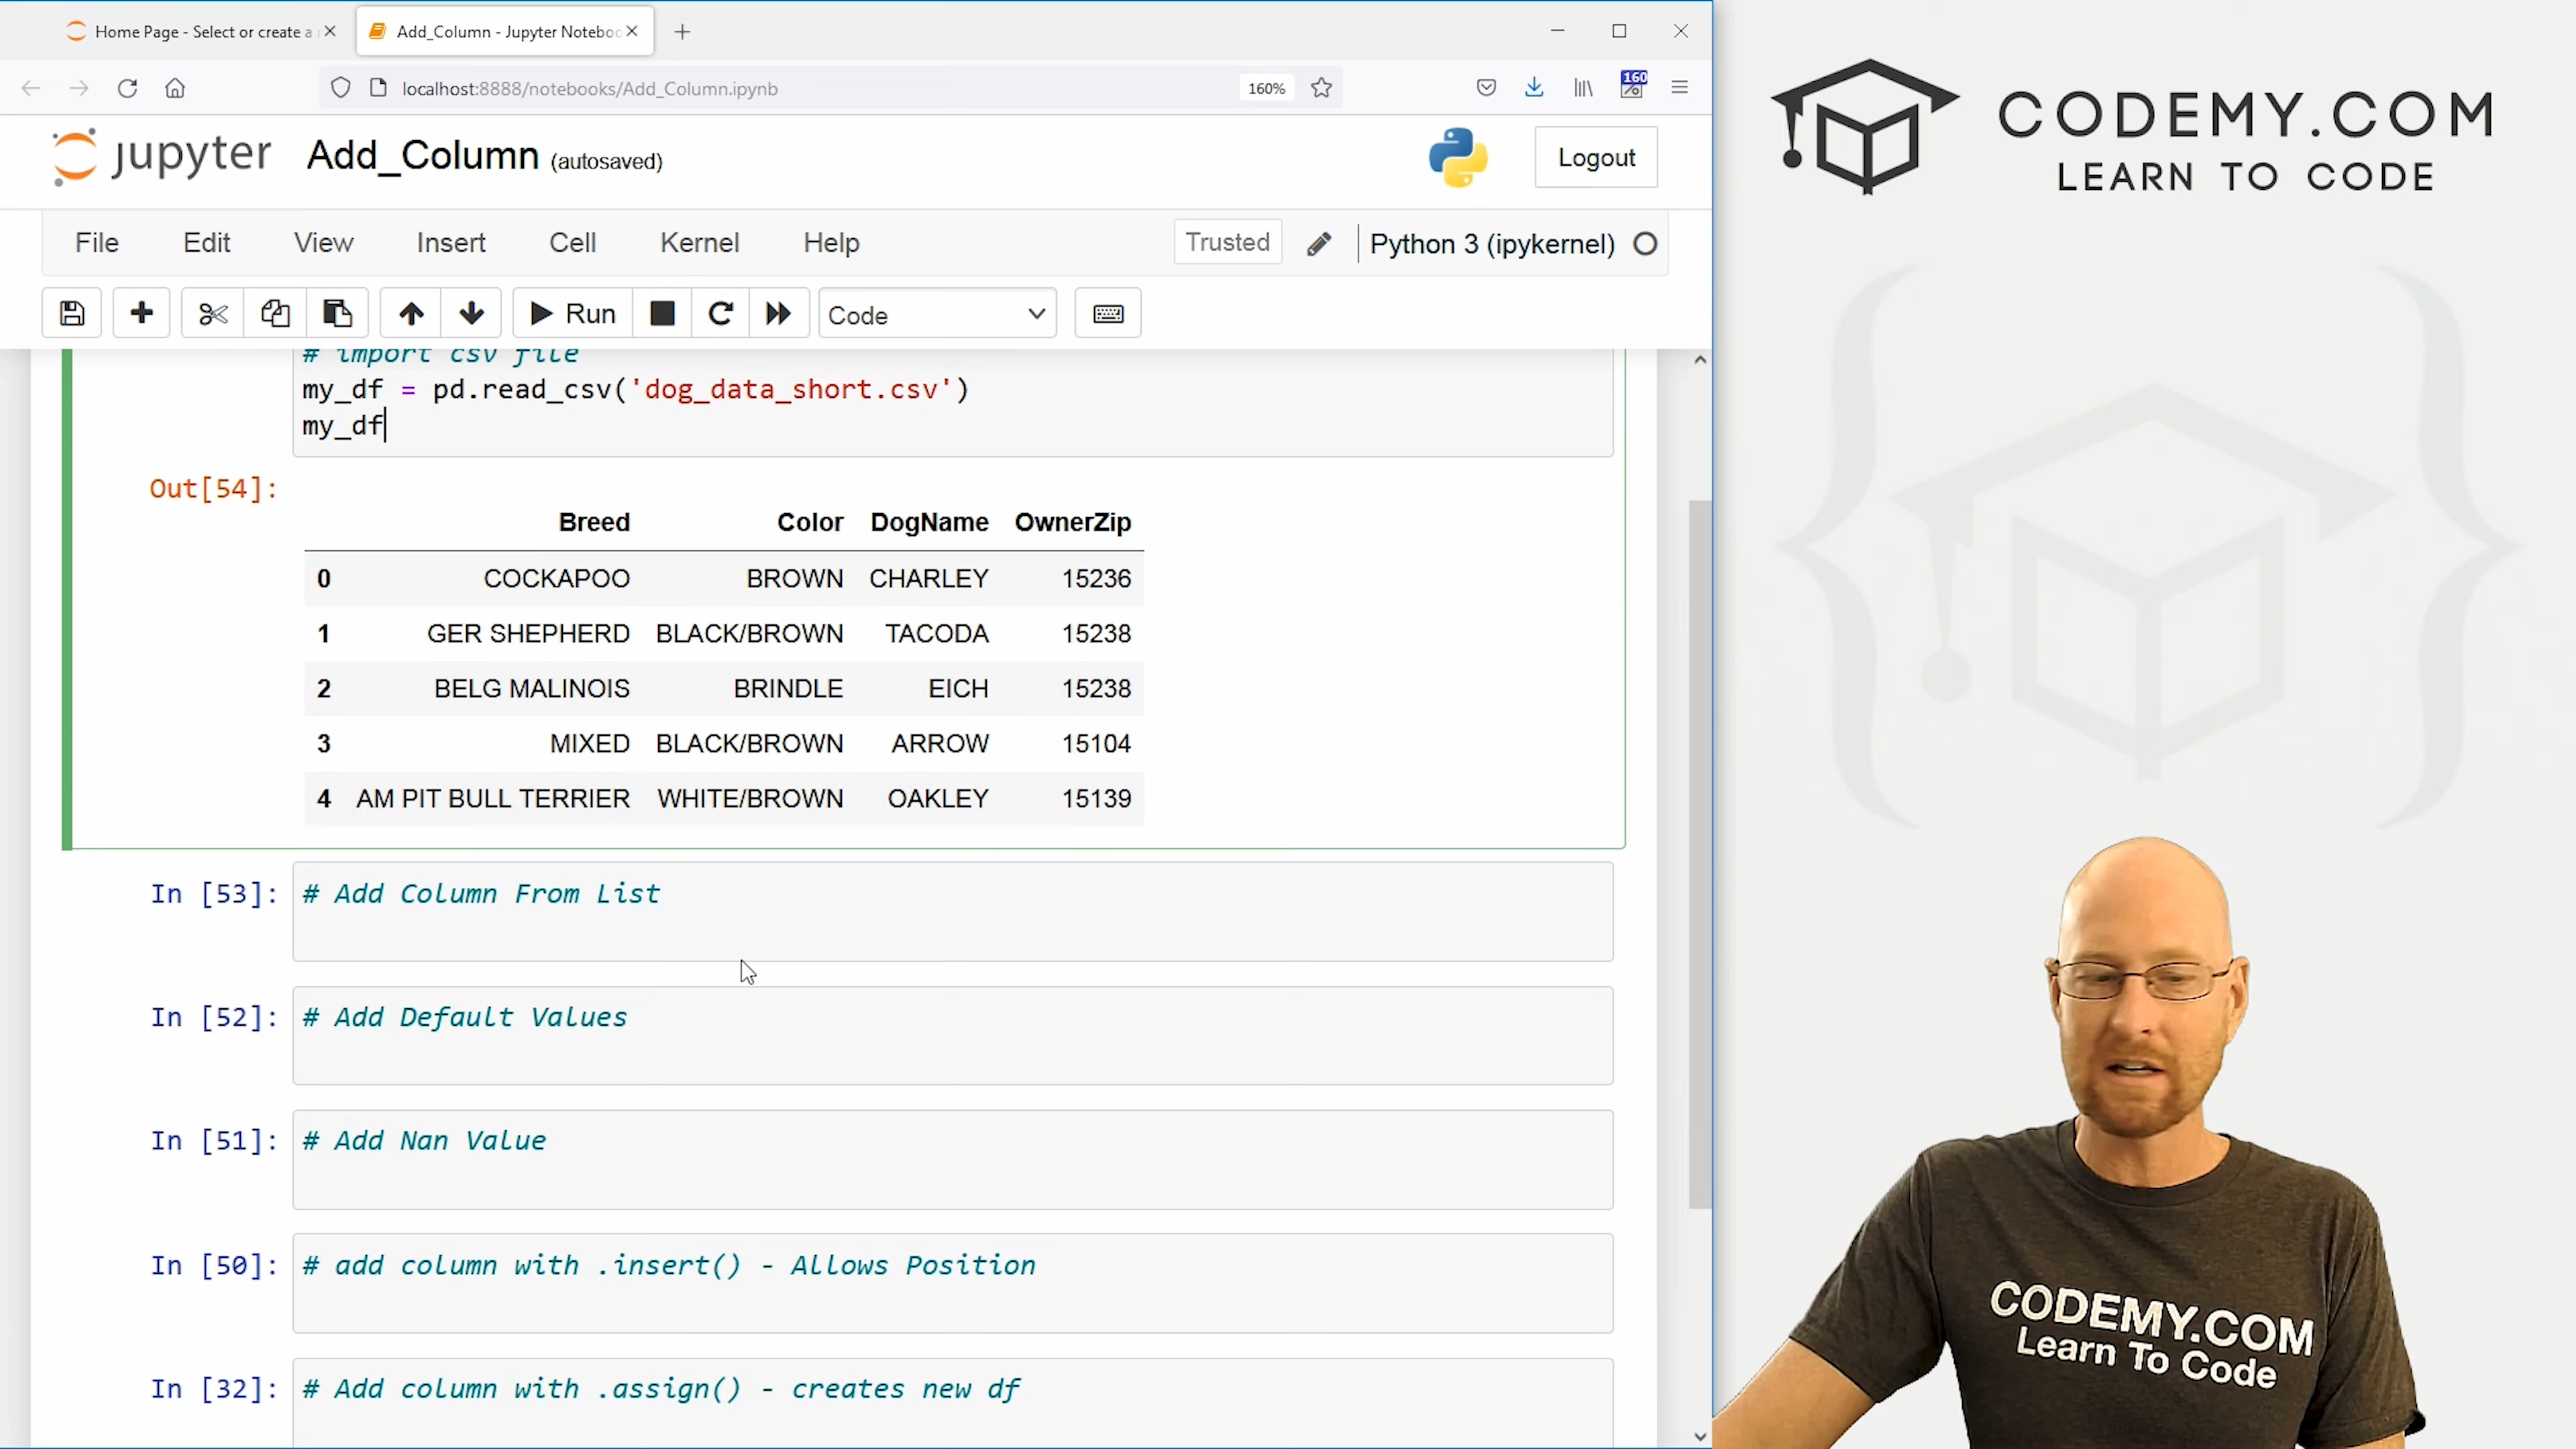 Home Page - Select or create a
Add_Column - Jupyter Notebo
localhost:8888/notebooks/Add_Column.ipynb
160%
160
jupyter
Add_Column (autosaved)
Logout
File
Edit
View
Insert
Cell
Kernel
Help
Trusted
Python 3 (ipykernel)
Run
Code
# import csv file
my_df = pd.read_csv('dog_data_short.csv')
my_df
Out[54]:
Breed Color DogName OwnerZip
0 COCKAPOO BROWN CHARLEY 15236
1 GER SHEPHERD BLACK/BROWN TACODA 15238
2 BELG MALINOIS BRINDLE EICH 15238
3 MIXED BLACK/BROWN ARROW 15104
4 AM PIT BULL TERRIER WHITE/BROWN OAKLEY 15139
In [53]: # Add Column From List
In [52]: # Add Default Values
In [51]: # Add Nan Value
In [50]: # add column with .insert() - Allows Position
In [32]: # Add column with .assign() - creates new df
CODEMY.COM
LEARN TO CODE
CODEMY.COM
Learn To Code